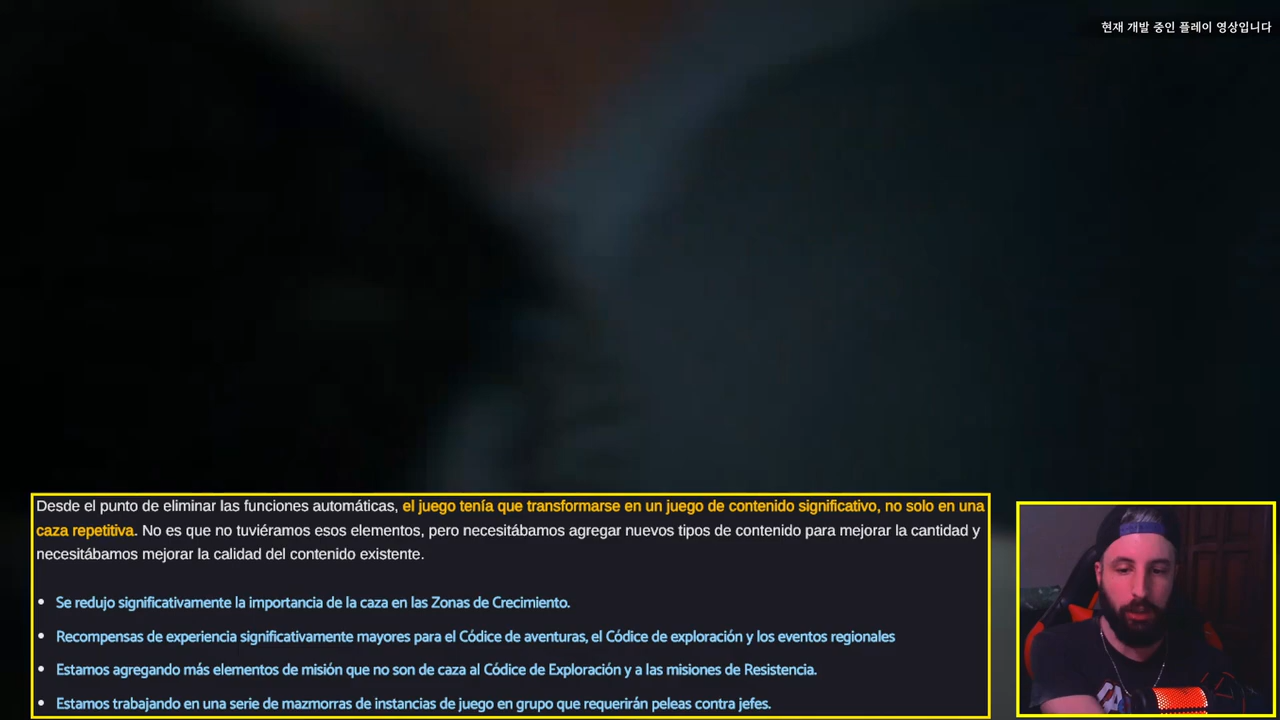 현재 개발 중인 플레이 영상입니다
Desde el punto de eliminar las funciones automáticas, el juego tenía que transformarse en un juego de contenido significativo, no solo en una
caza repetitiva. No es que no tuviéramos esos elementos, pero necesitábamos agregar nuevos tipos de contenido para mejorar la cantidad y
necesitábamos mejorar la calidad del contenido existente.
• Se redujo significativamente la importancia de la caza en las Zonas de Crecimiento.
• Recompensas de experiencia significativamente mayores para el Códice de aventuras, el Códice de exploración y los eventos regionales
• Estamos agregando más elementos de misión que no son de caza al Códice de Exploración y a las misiones de Resistencia.
• Estamos trabajando en una serie de mazmorras de instancias de juego en grupo que requerirán peleas contra jefes.